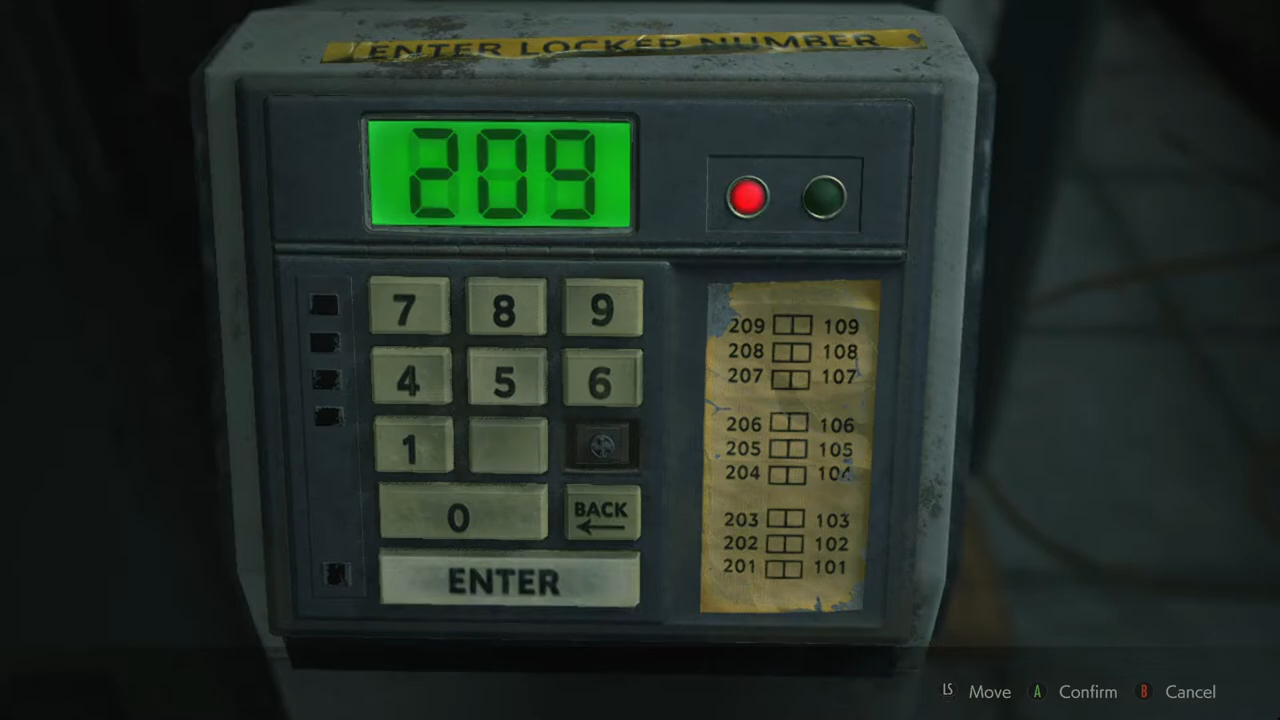 ENTER LOCKER NUMBER
209
7 8 9
4 5 6
1
0 BACK
ENTER
209 109
208 108
207 107
206 106
205 105
204 104
203 103
202 102
201 101
LS Move A Confirm B Cancel